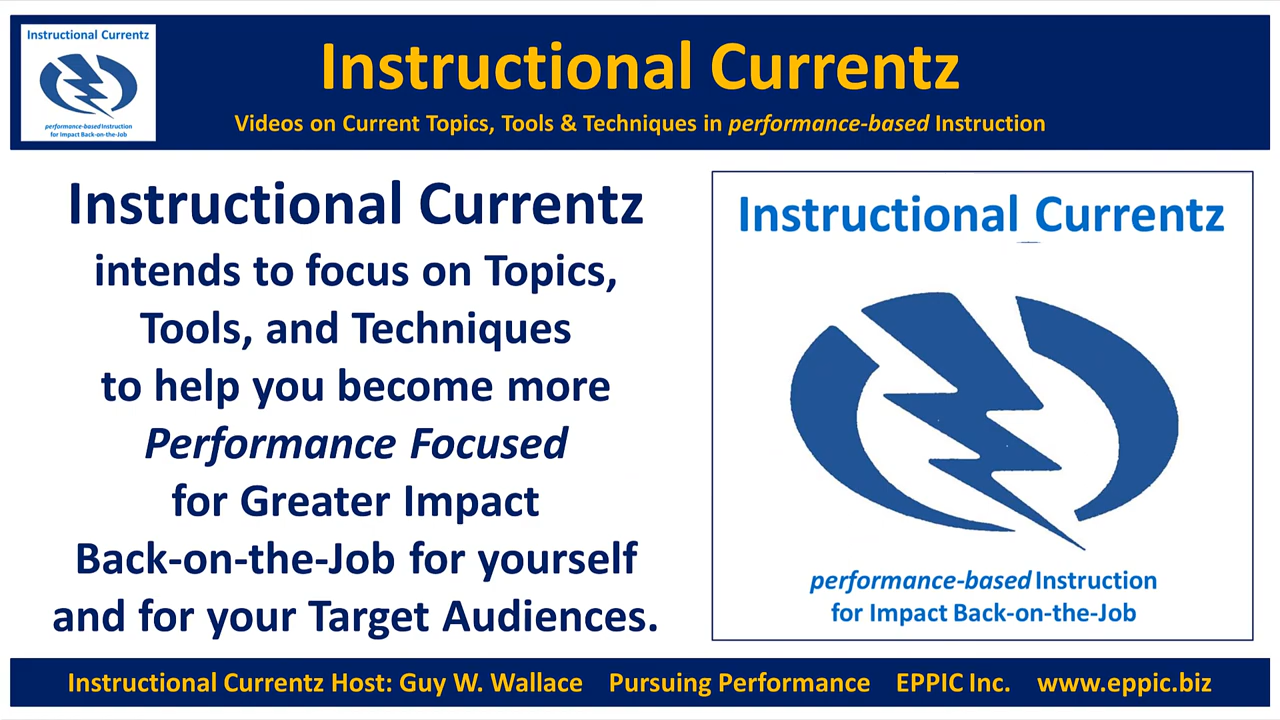 Instructional Currentz
performance-based Instruction
for Impact Back-on-the-Job
Instructional Currentz
Videos on Current Topics, Tools & Techniques in performance-based Instruction
Instructional Currentz
intends to focus on Topics,
Tools, and Techniques
to help you become more
Performance Focused
for Greater Impact
Back-on-the-Job for yourself
and for your Target Audiences.
Instructional Currentz
performance-based Instruction
for Impact Back-on-the-Job
Instructional Currentz Host: Guy W. Wallace Pursuing Performance EPPIC Inc. www.eppic.biz